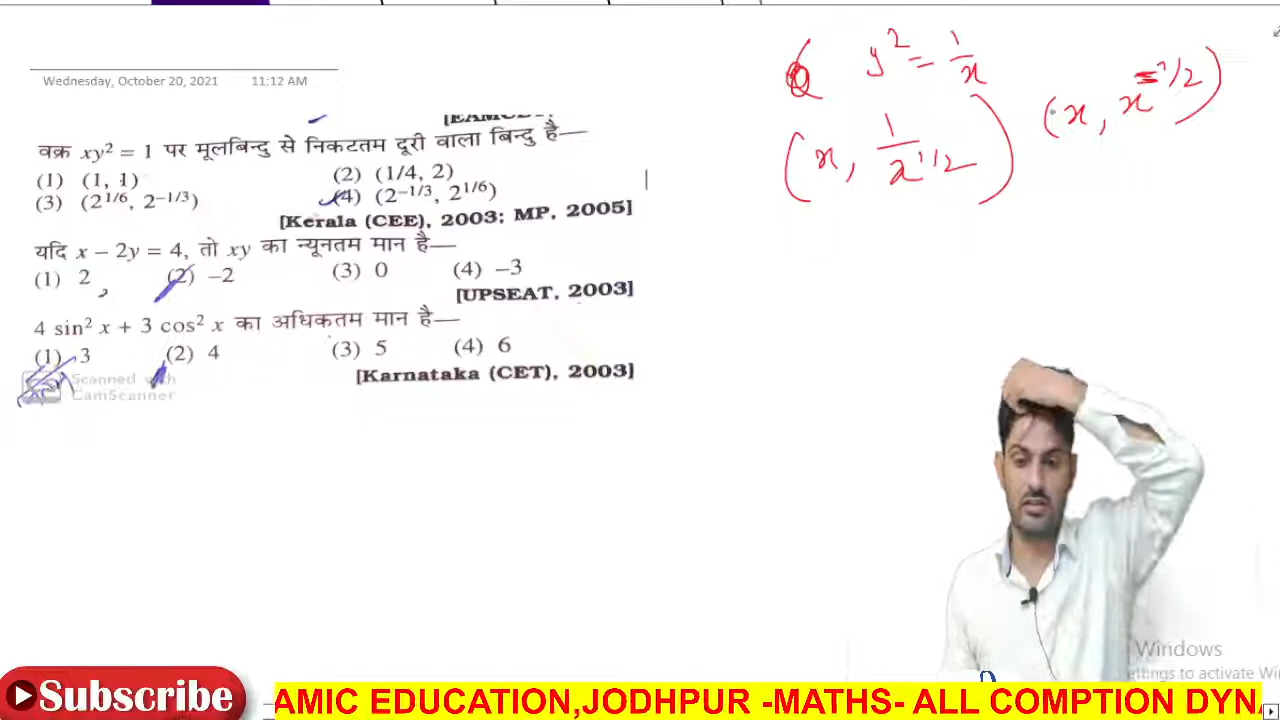 Wednesday, October 20, 2021 11:12 AM
वक्र xy² = 1 पर मूलबिन्दु से निकटतम दूरी वाला बिन्दु है—
(1) (1, 1) (2) (1/4, 2)
(3) (2^1/6, 2^−1/3) (4) (2^−1/3, 2^1/6)
[Kerala (CEE), 2003; MP. 2005]
यदि x − 2y = 4, तो xy का न्यूनतम मान है—
(1) 2 (2) −2 (3) 0 (4) −3
[UPSEAT, 2003]
4 sin² x + 3 cos² x का अधिकतम मान है—
(1) 3 (2) 4 (3) 5 (4) 6
[Karnataka (CET), 2003]
Scanned with
CamScanner
y² = 1/x
(x, 1/x^1/2) (x, x^−1/2)
Windows
ettings to activate Win
Subscribe
AMIC EDUCATION,JODHPUR -MATHS- ALL COMPTION DYN